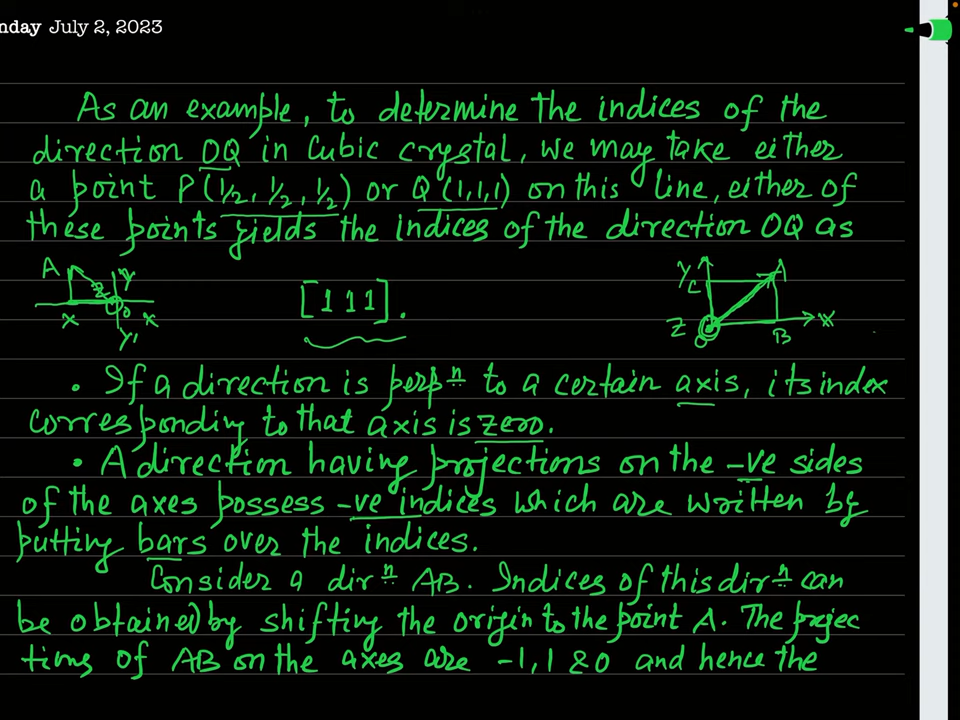 nday July 2, 2023
As an example, to determine the indices of the
direction OQ in Cubic crystal, we may take either
a point P(1/2, 1/2, 1/2) or Q (1,1,1) on this line, either of
these points yields the indices of the direction OQ as
A Y Z O X X Y'
[1 1 1].
Y C A Z O B X
• If a direction is perpⁿ to a certain axis, its index
corresponding to that axis is zero.
• A direction having projections on the -ve sides
of the axes possess -ve indices which are written by
putting bars over the indices.
Consider a dirⁿ AB. Indices of this dirⁿ can
be obtained by shifting the origin to the point A. The projec
tions of AB on the axes are -1, 1 & 0 and hence the